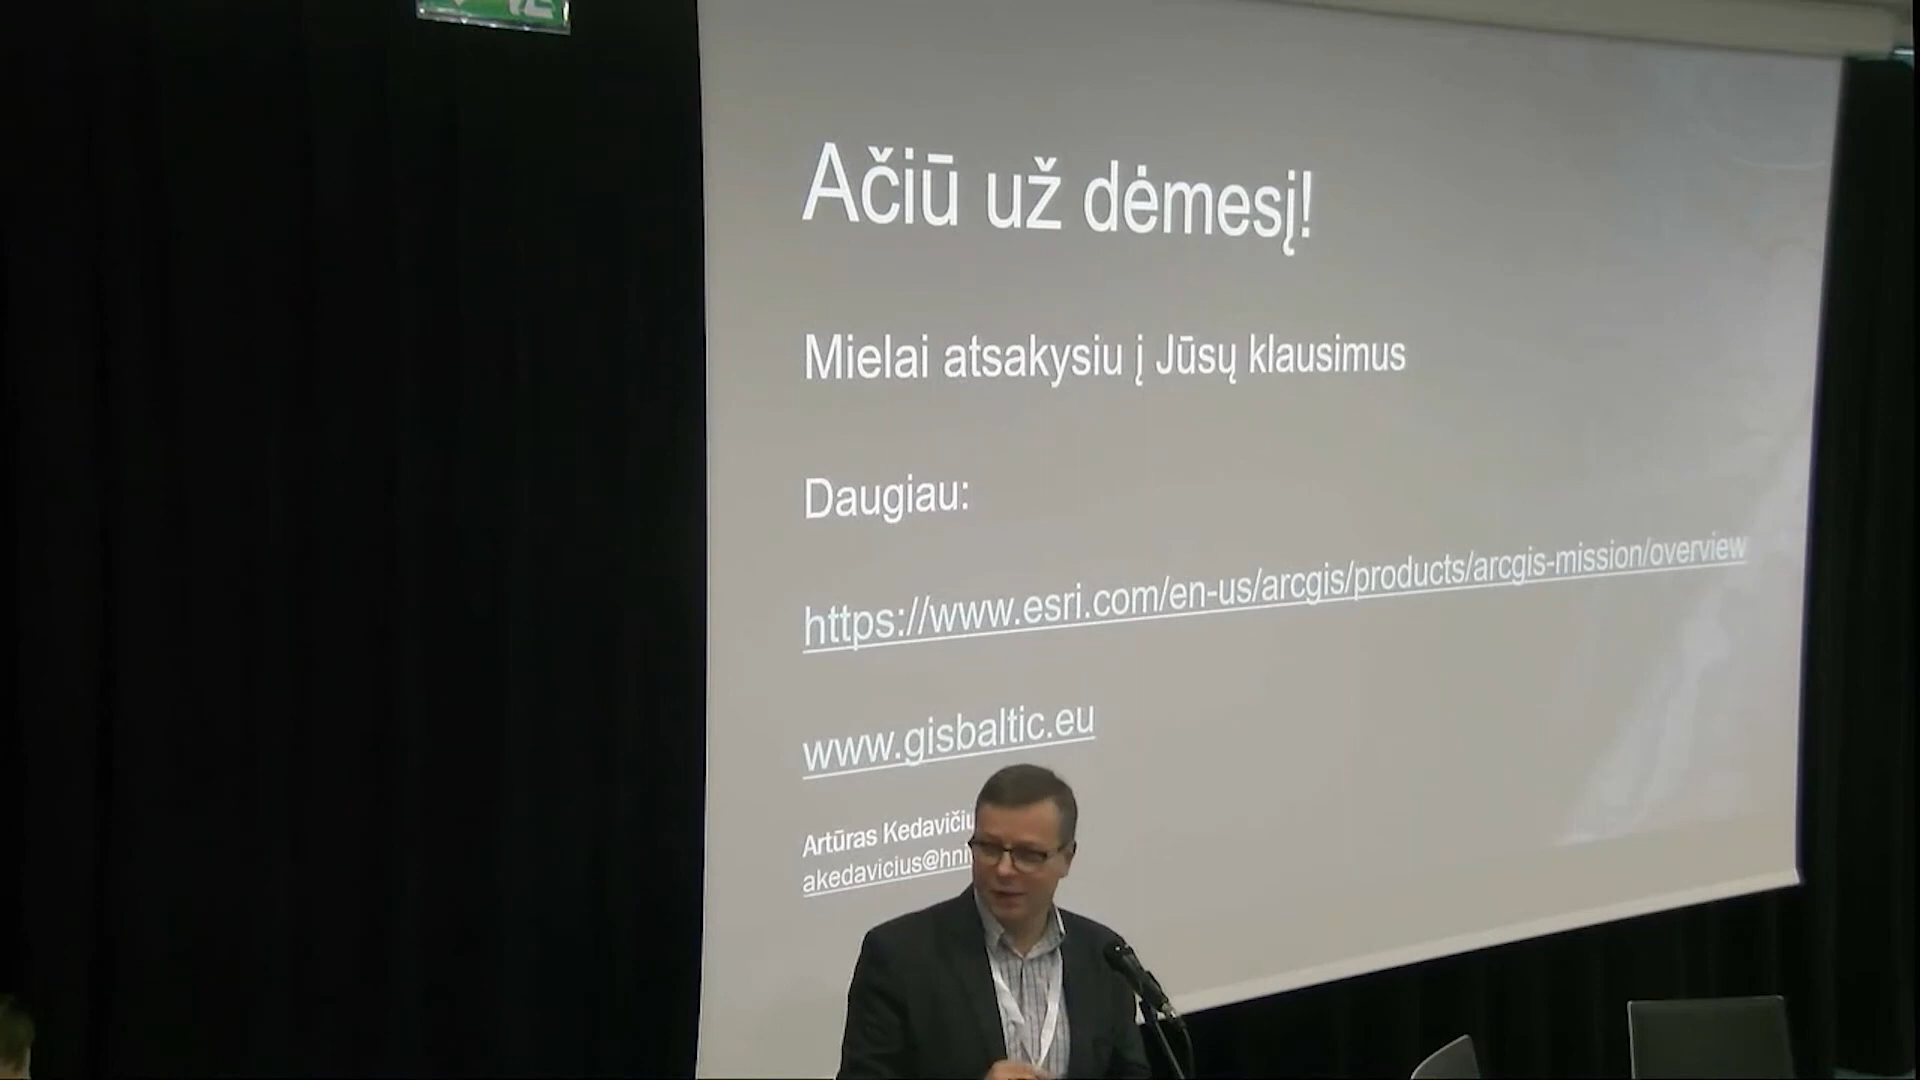 Ačiū už dėmesį!
Mielai atsakysiu į Jūsų klausimus
Daugiau:
https://www.esri.com/en-us/arcgis/products/arcgis-mission/overview
www.gisbaltic.eu
Artūras